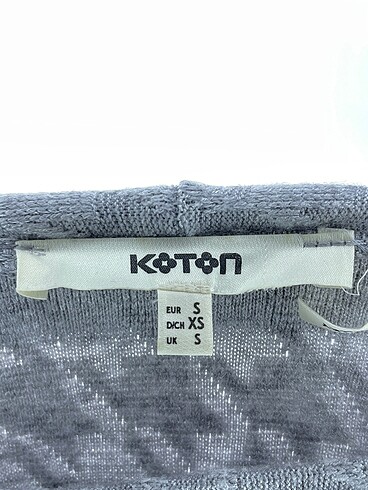 KOTON
EUR S
D/CH XS
UK S